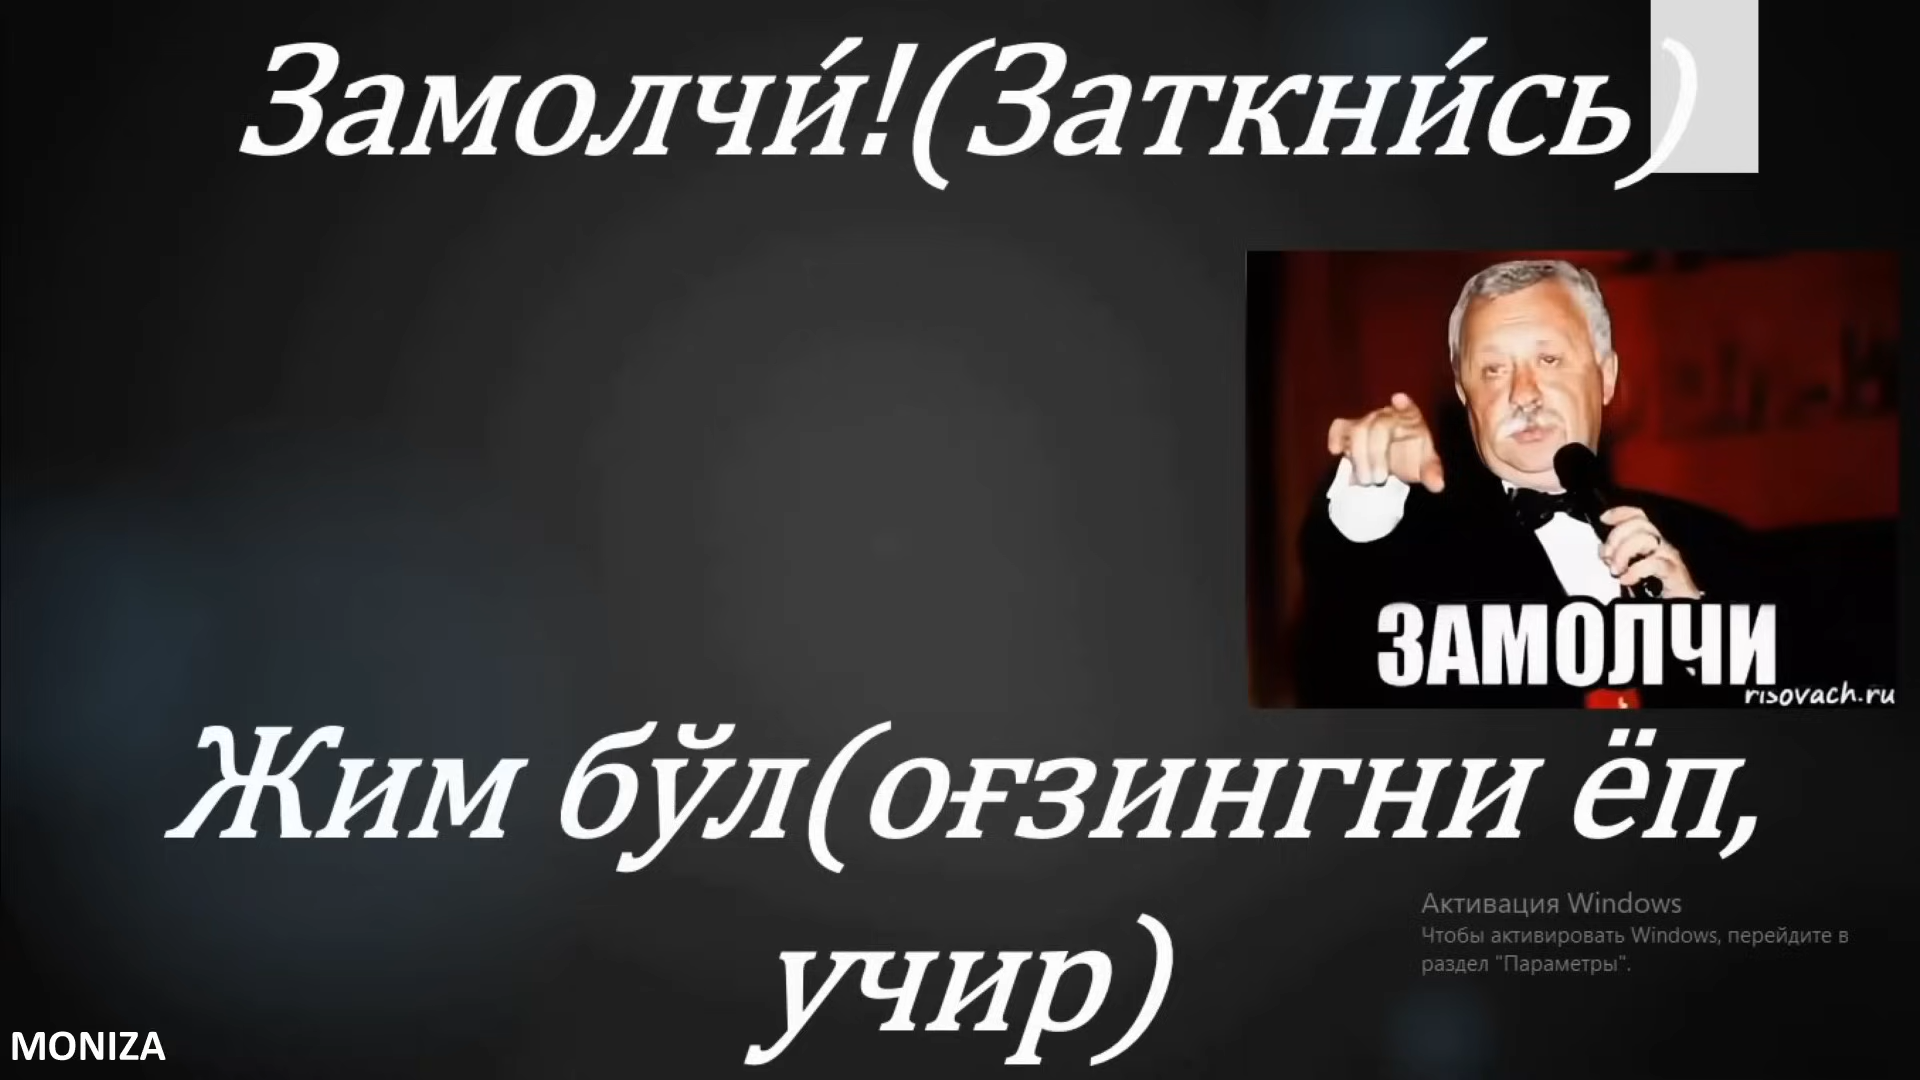 Замолчи́!(Заткни́сь)
ЗАМОЛЧИ
risovach.ru
Жим бўл(оғзингни ёп,
учир)
Активация Windows
Чтобы активировать Windows, перейдите в
раздел "Параметры".
MONIZA